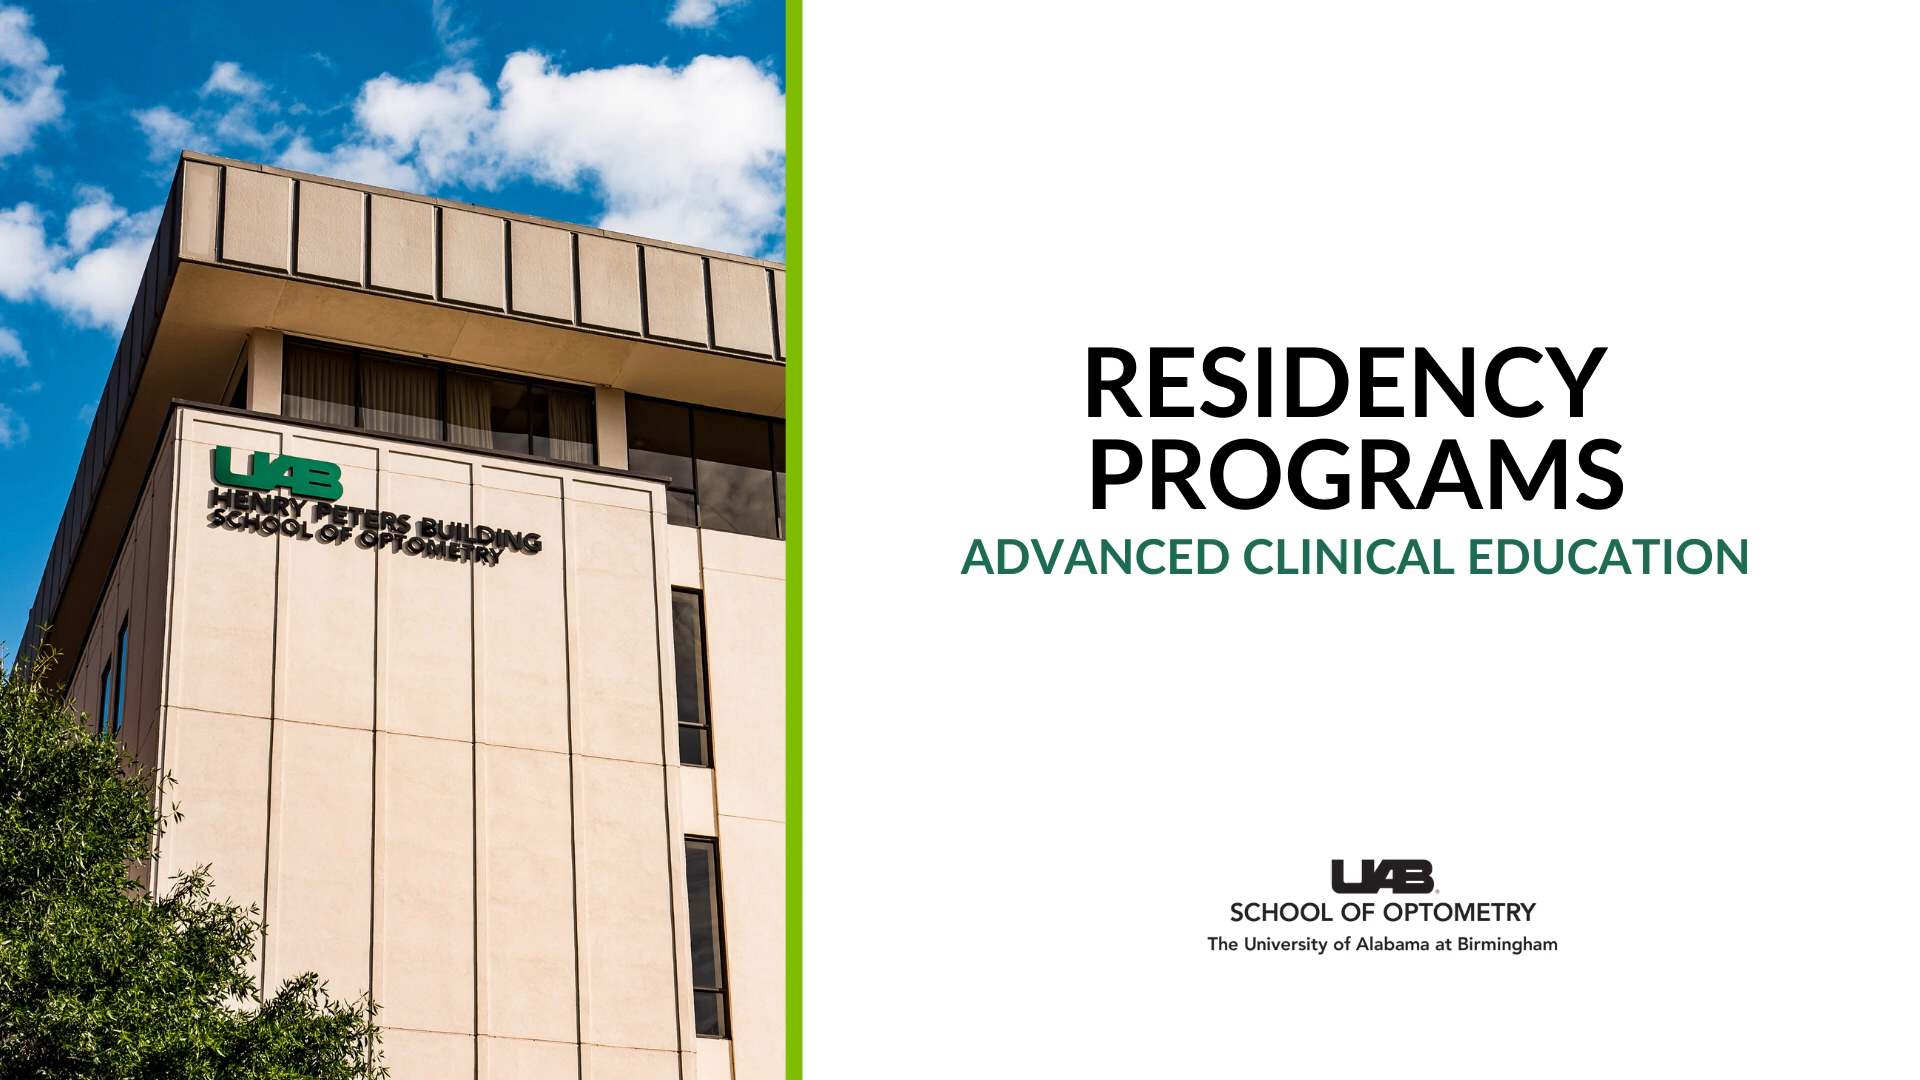 UAB
HENRY PETERS BUILDING
SCHOOL OF OPTOMETRY
RESIDENCY
PROGRAMS
ADVANCED CLINICAL EDUCATION
UAB
SCHOOL OF OPTOMETRY
The University of Alabama at Birmingham